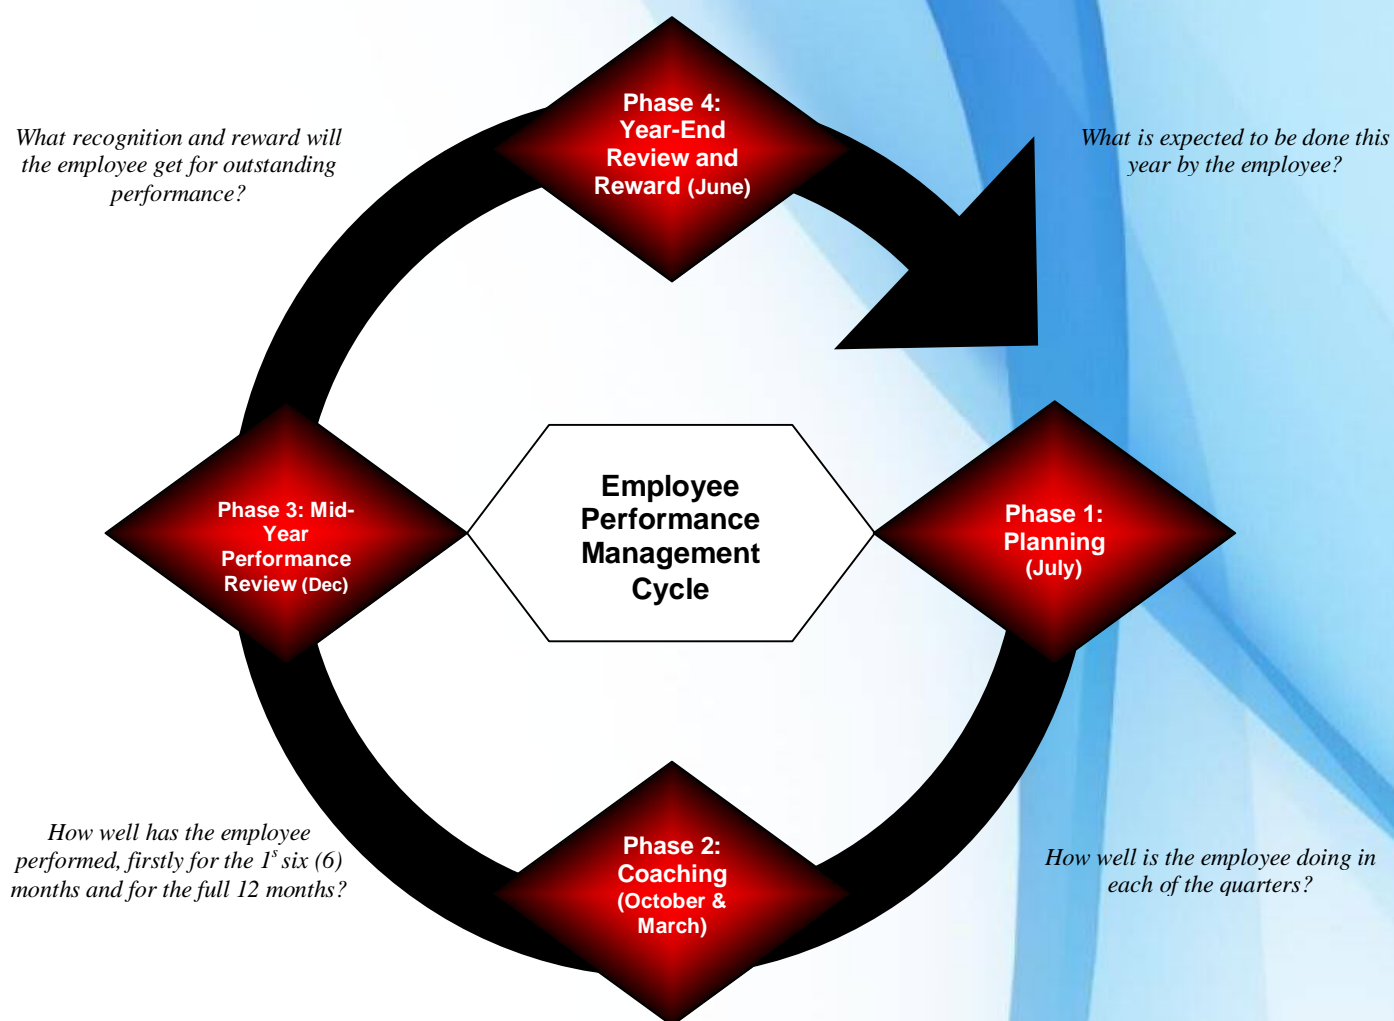 Phase 4:
Year-End
Review and
Reward (June)
What recognition and reward will
the employee get for outstanding
performance?
What is expected to be done this
year by the employee?
Phase 3: Mid-
Year
Performance
Review (Dec)
Employee
Performance
Management
Cycle
Phase 1:
Planning
(July)
How well has the employee
performed, firstly for the 1s six (6)
months and for the full 12 months?
Phase 2:
Coaching
(October &
March)
How well is the employee doing in
each of the quarters?